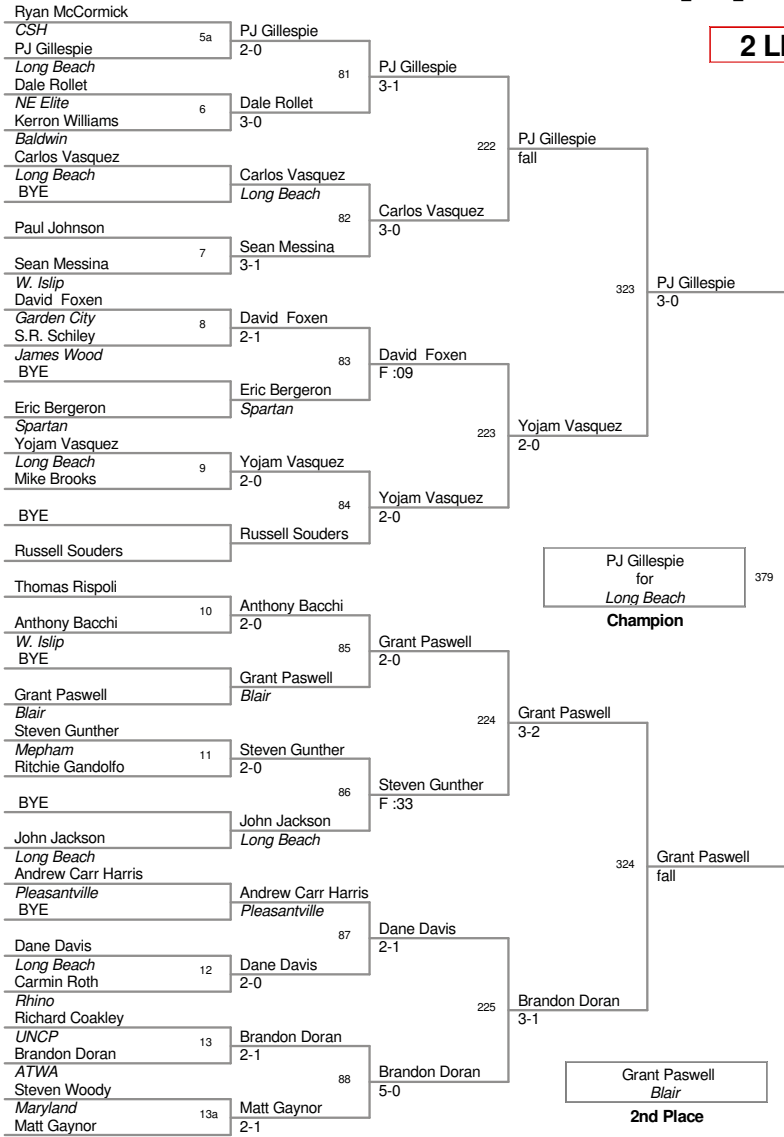 2 L
Ryan McCormick
CSH
5a
PJ Gillespie
Long Beach
PJ Gillespie
2-0
Dale Rollet
NE Elite
6
Kerron Williams
Baldwin
Dale Rollet
3-0
81
PJ Gillespie
3-1
Carlos Vasquez
Long Beach
BYE
Carlos Vasquez
Long Beach
Paul Johnson
7
Sean Messina
W. Islip
Sean Messina
3-1
82
Carlos Vasquez
3-0
222
PJ Gillespie
fall
David Foxen
Garden City
8
S.R. Schiley
James Wood
David Foxen
2-1
BYE
Eric Bergeron
Spartan
Eric Bergeron
Spartan
83
David Foxen
F :09
Yojam Vasquez
Long Beach
9
Mike Brooks
Yojam Vasquez
2-0
BYE
Russell Souders
Russell Souders
84
Yojam Vasquez
2-0
223
Yojam Vasquez
2-0
323
PJ Gillespie
3-0
PJ Gillespie
for
Long Beach
379
Champion
Thomas Rispoli
10
Anthony Bacchi
W. Islip
Anthony Bacchi
2-0
BYE
Grant Paswell
Blair
Grant Paswell
Blair
85
Grant Paswell
2-0
Steven Gunther
Mepham
11
Ritchie Gandolfo
Steven Gunther
2-0
BYE
John Jackson
Long Beach
John Jackson
Long Beach
86
Steven Gunther
F :33
224
Grant Paswell
3-2
Andrew Carr Harris
Pleasantville
BYE
Andrew Carr Harris
Pleasantville
Dane Davis
Long Beach
12
Carmin Roth
Rhino
Dane Davis
2-0
87
Dane Davis
2-1
Richard Coakley
UNCP
13
Brandon Doran
ATWA
Brandon Doran
2-1
Steven Woody
Maryland
13a
Matt Gaynor
Matt Gaynor
2-1
88
Brandon Doran
5-0
225
Brandon Doran
3-1
324
Grant Paswell
fall
Grant Paswell
Blair
2nd Place